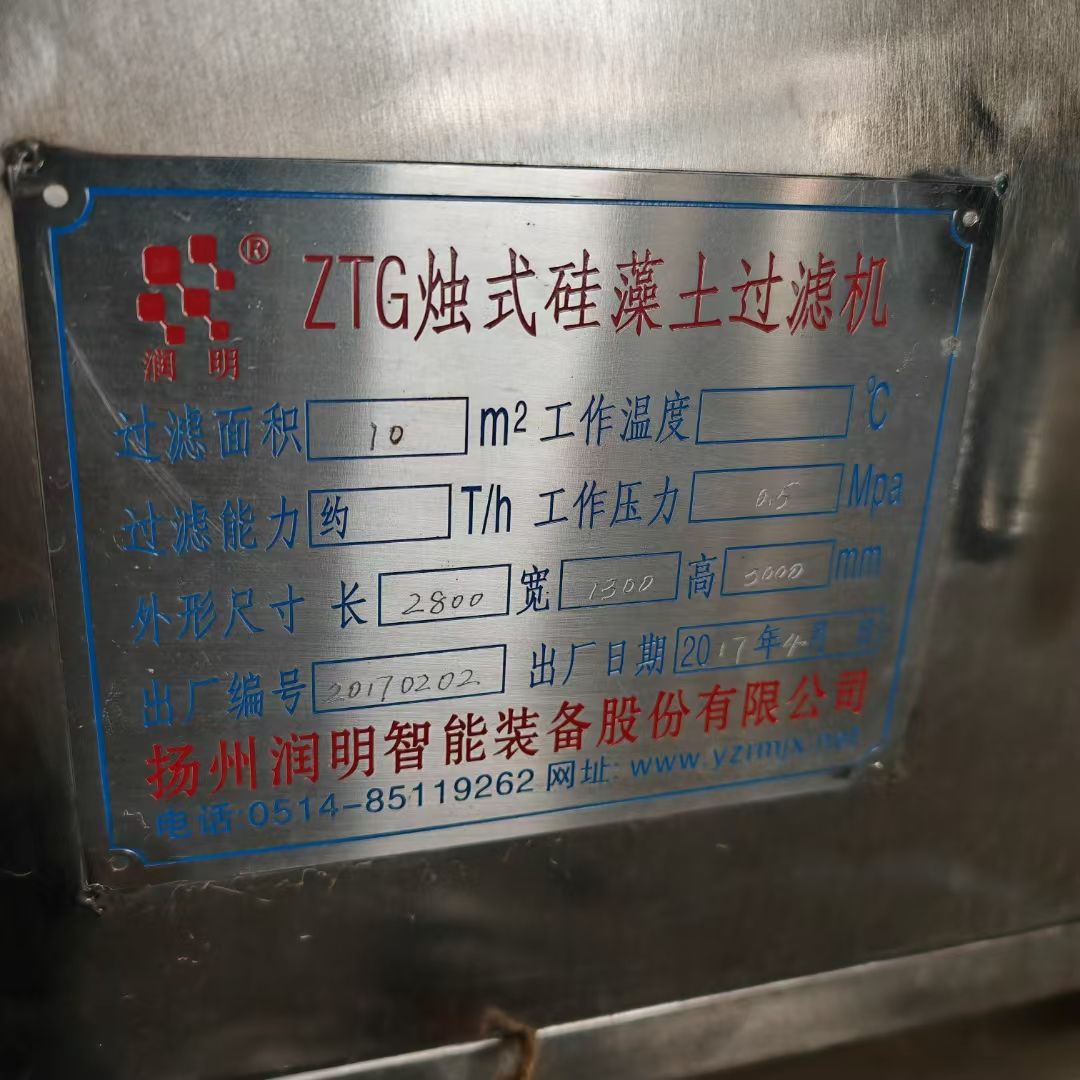 ®
润明
ZTG烛式硅藻土过滤机
过滤面积 10 m² 工作温度 ℃
过滤能力 约 T/h 工作压力 0.5 Mpa
外形尺寸 长 2800 宽 1300 高 3000 mm
出厂编号 20170202 出厂日期 2017年4月 日
扬州润明智能装备股份有限公司
电话:0514-85119262 网址: www.yzrmjx.net